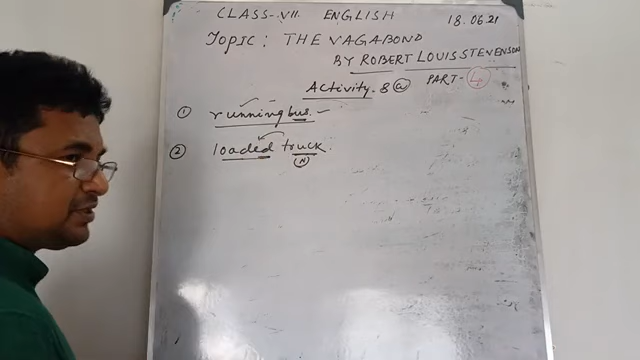 CLASS-VII. ENGLISH 18.06.21
TOPIC: THE VAGABOND
BY ROBERT LOUIS STEVENSON
Activity. 8 (a) PART-4
① running bus.
② loaded truck.
(N)